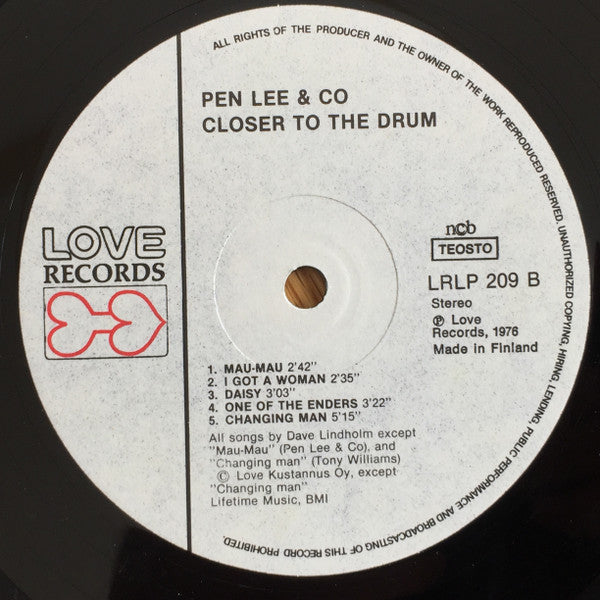 ALL RIGHTS OF THE PRODUCER AND THE OWNER OF THE WORK REPRODUCED RESERVED. UNAUTHORIZED COPYING, HIRING, LENDING, PUBLIC PERFORMANCE AND BROADCASTING OF THIS RECORD PROHIBITED.
PEN LEE & CO
CLOSER TO THE DRUM
LOVE
RECORDS
ncb
TEOSTO
LRLP 209 B
Stereo
℗ Love
Records, 1976
Made in Finland
1. MAU-MAU 2'42"
2. I GOT A WOMAN 2'35"
3. DAISY 3'03"
4. ONE OF THE ENDERS 3'22"
5. CHANGING MAN 5'15"
All songs by Dave Lindholm except
"Mau-Mau" (Pen Lee & Co), and
"Changing man" (Tony Williams)
© Love Kustannus Oy, except
"Changing man"
Lifetime Music, BMI